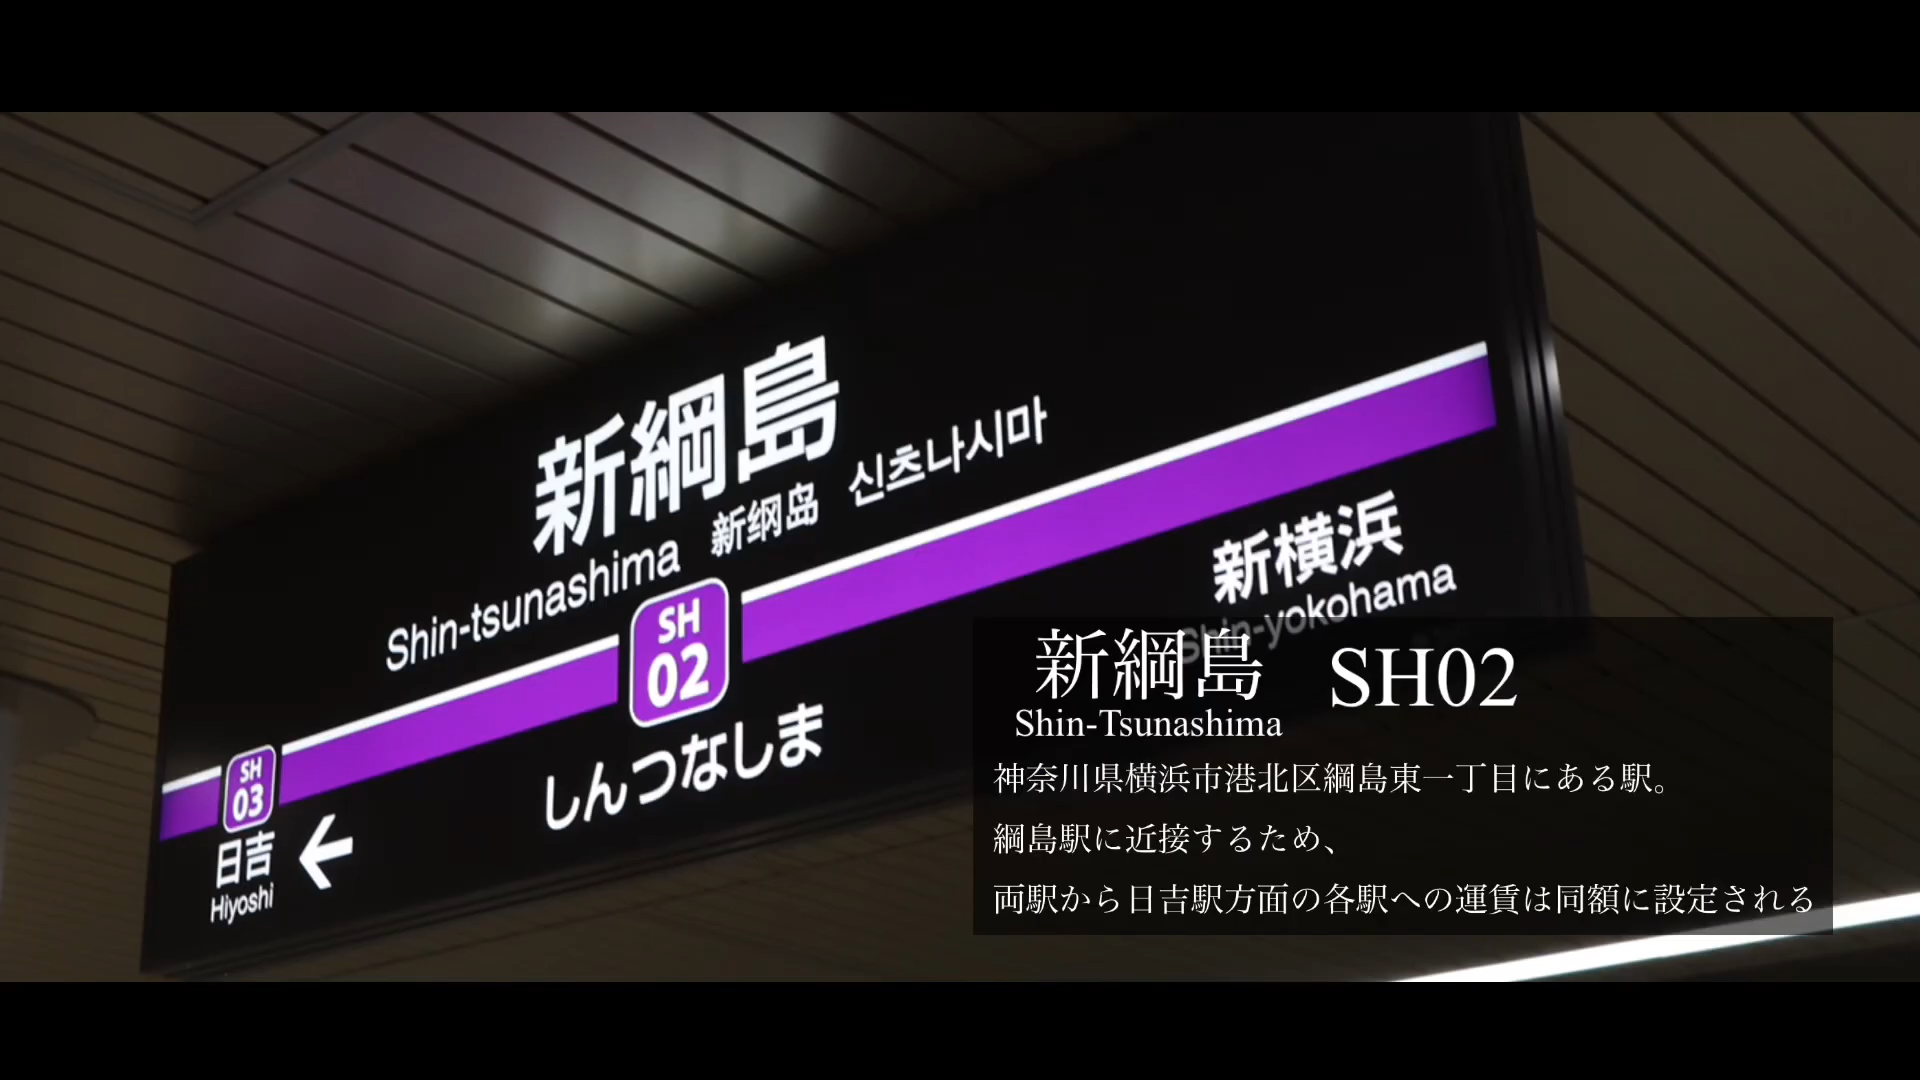 新綱島
Shin-tsunashima 新纲岛 신츠나시마
SH
02
しんつなしま
SH
03
日吉
Hiyoshi
新横浜
Shin-yokohama
新綱島 SH02
Shin-Tsunashima
神奈川県横浜市港北区綱島東一丁目にある駅。
綱島駅に近接するため、
両駅から日吉駅方面の各駅への運賃は同額に設定される